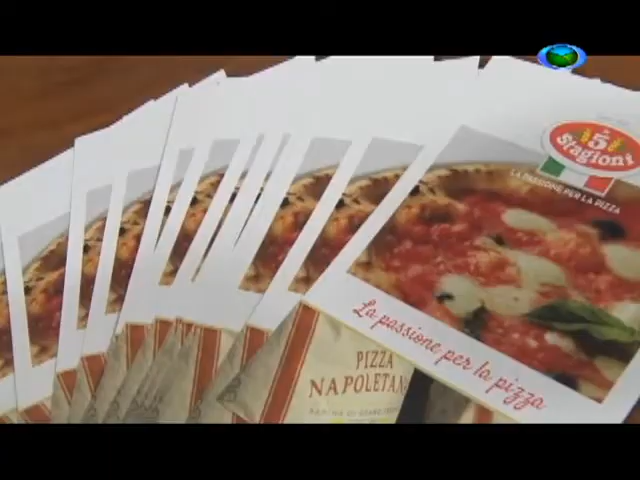 5
Stagioni
LA PASSIONE PER LA PIZZA
La passione per la pizza
PIZZA
NAPOLETANA